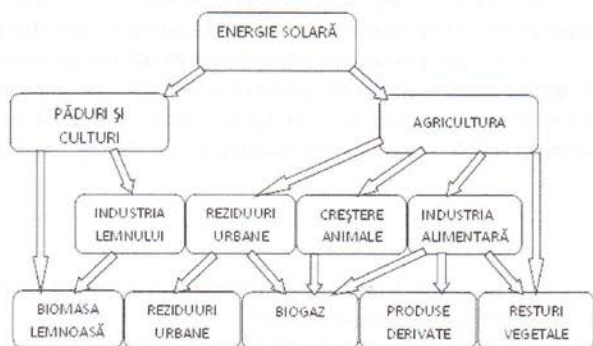 ENERGIE SOLARĂ
PĂDURI ŞI
CULTURI
AGRICULTURA
INDUSTRIA
LEMNULUI
REZIDUURI
URBANE
CREŞTERE
ANIMALE
INDUSTRIA
ALIMENTARĂ
BIOMASA
LEMNOASĂ
REZIDUURI
URBANE
BIOGAZ
PRODUSE
DERIVATE
RESTURI
VEGETALE